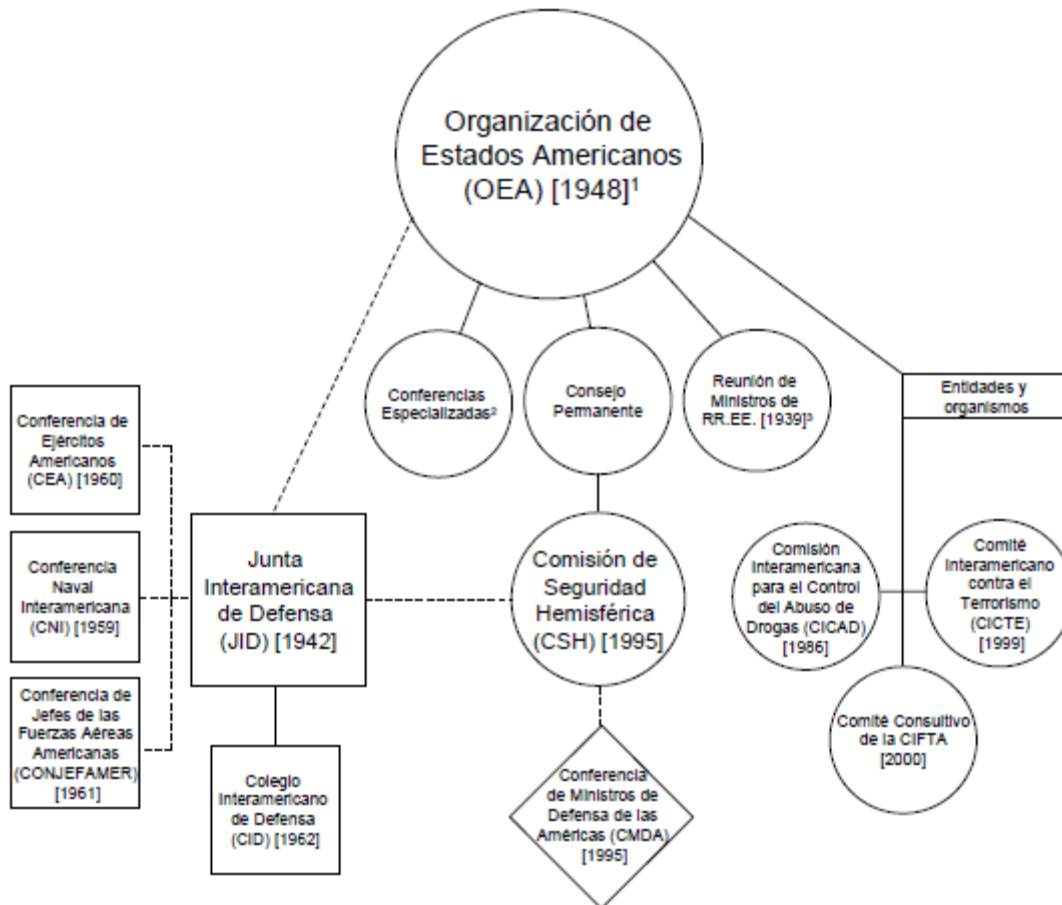 Organización de
Estados Americanos
(OEA) [1948]¹
Conferencias
Especializadas²
Consejo
Permanente
Reunión de
Ministros de
RR.EE. [1939]³
Entidades y
organismos
Conferencia de
Ejércitos
Americanos
(CEA) [1960]
Conferencia
Naval
Interamericana
(CNI) [1959]
Conferencia de
Jefes de las
Fuerzas Aéreas
Americanas
(CONJEFAMER)
[1961]
Junta
Interamericana
de Defensa
(JID) [1942]
Colegio
Interamericano
de Defensa
(CID) [1962]
Comisión de
Seguridad
Hemisférica
(CSH) [1995]
Conferencia
de Ministros de
Defensa de las
Américas (CMDA)
[1995]
Comisión
Interamericana
para el Control
del Abuso de
Drogas (CICAD)
[1986]
Comité
Interamericano
contra el
Terrorismo
(CICTE)
[1999]
Comité Consultivo
de la CIFTA
[2000]